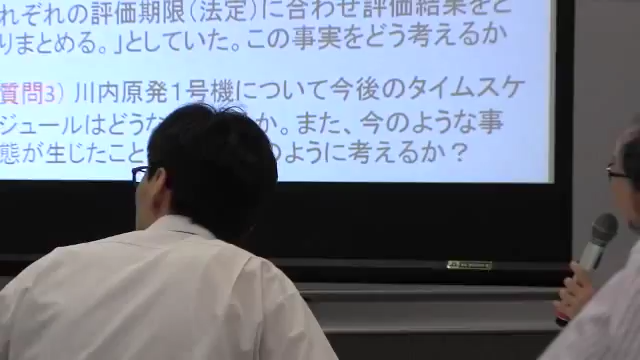 れぞれの評価期限(法定)に合わせ評価結果をと
りまとめる。」としていた。この事実をどう考えるか
質問3) 川内原発1号機について今後のタイムスケ
ジュールはどうな か。また、今のような事
態が生じたこと のように考えるか?